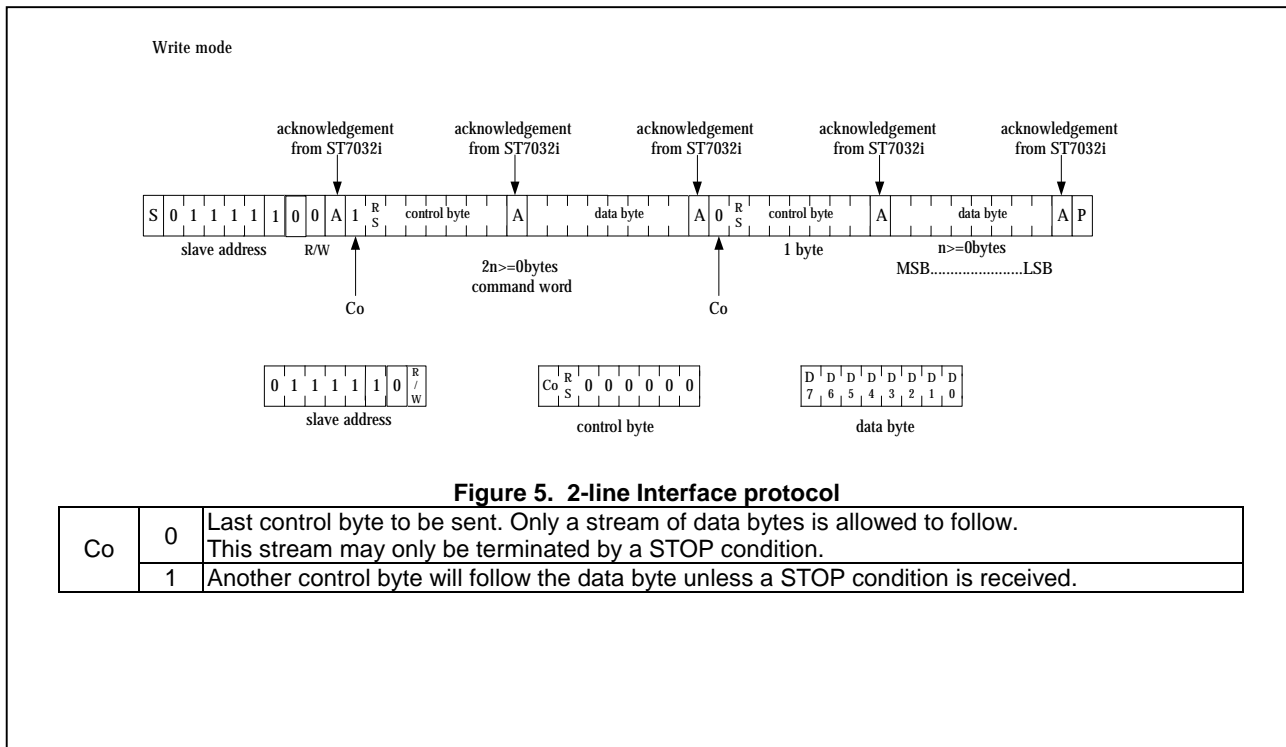 Write mode
acknowledgement acknowledgement acknowledgement acknowledgement acknowledgement
from ST7032i from ST7032i from ST7032i from ST7032i from ST7032i
S 0 1 1 1 1 1 0 0 A 1 RS control byte A data byte A 0 RS control byte A data byte A P
slave address R/W 1 byte n>=0bytes
2n>=0bytes MSB.......................LSB
command word
Co Co
0 1 1 1 1 1 0 R/W Co RS 0 0 0 0 0 0 D7 D6 D5 D4 D3 D2 D1 D0
slave address control byte data byte
Figure 5. 2-line Interface protocol
Co 0 Last control byte to be sent. Only a stream of data bytes is allowed to follow.
This stream may only be terminated by a STOP condition.
1 Another control byte will follow the data byte unless a STOP condition is received.